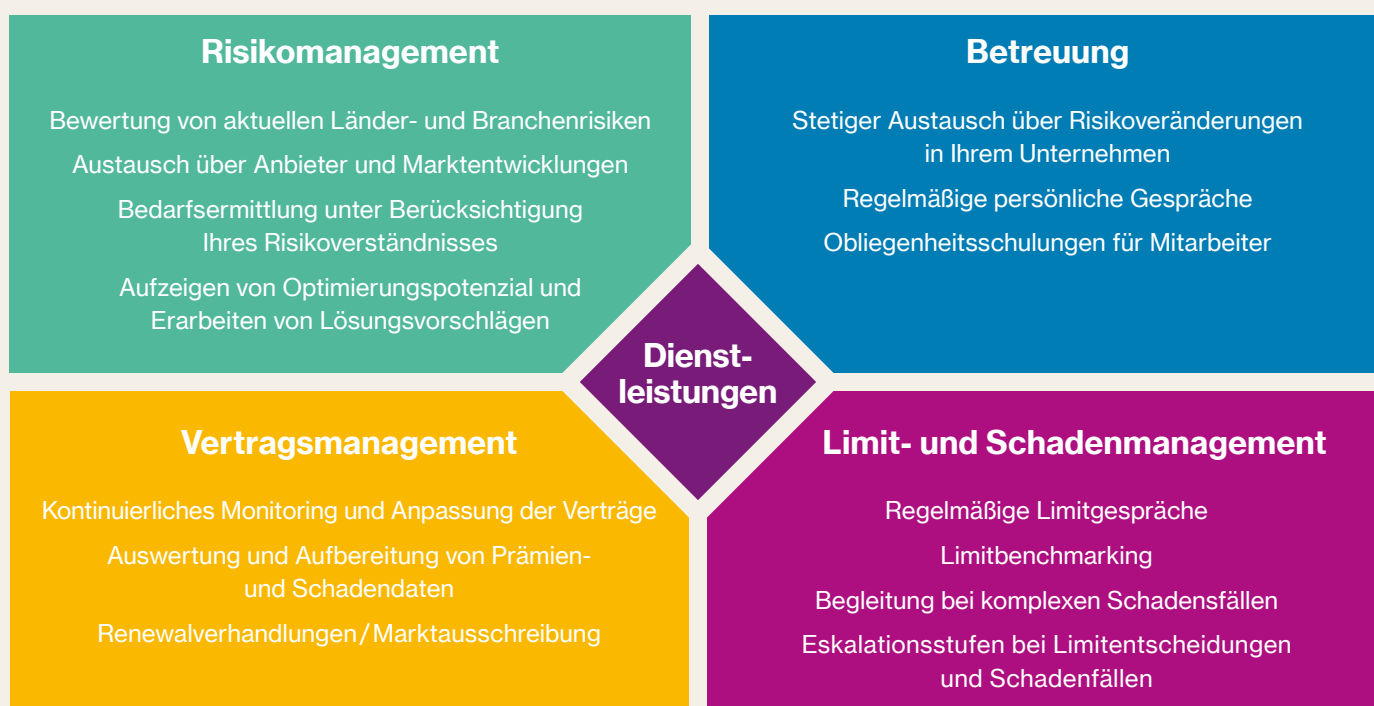 Risikomanagement
Bewertung von aktuellen Länder- und Branchenrisiken
Austausch über Anbieter und Marktentwicklungen
Bedarfsermittlung unter Berücksichtigung
Ihres Risikoverständnisses
Aufzeigen von Optimierungspotenzial und
Erarbeiten von Lösungsvorschlägen
Betreuung
Stetiger Austausch über Risikoveränderungen
in Ihrem Unternehmen
Regelmäßige persönliche Gespräche
Obliegenheitsschulungen für Mitarbeiter
Dienst-
leistungen
Vertragsmanagement
Kontinuierliches Monitoring und Anpassung der Verträge
Auswertung und Aufbereitung von Prämien-
und Schadendaten
Renewalverhandlungen/Marktausschreibung
Limit- und Schadenmanagement
Regelmäßige Limitgespräche
Limitbenchmarking
Begleitung bei komplexen Schadensfällen
Eskalationsstufen bei Limitentscheidungen
und Schadenfällen